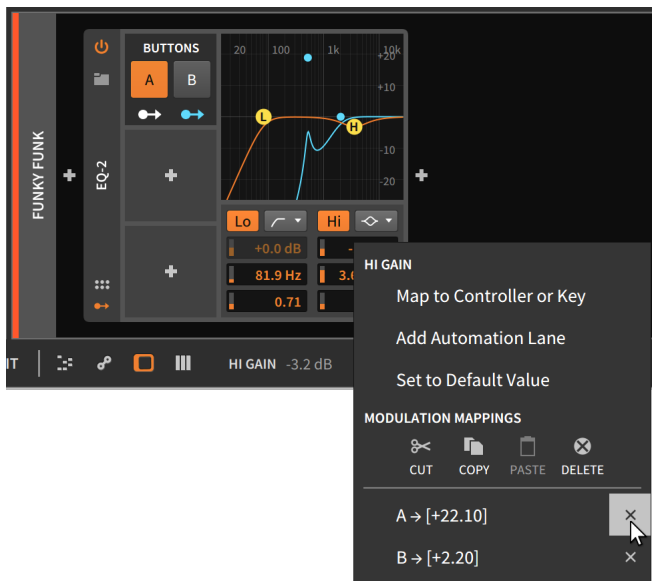 FUNKY FUNK
EQ-2
BUTTONS
A B
20 100 1k 10k
+20
+10
-10
-20
L
H
Lo Hi
+0.0 dB -
81.9 Hz
0.71
HI GAIN -3.2 dB
HI GAIN
Map to Controller or Key
Add Automation Lane
Set to Default Value
MODULATION MAPPINGS
CUT COPY PASTE DELETE
A → [+22.10] ×
B → [+2.20] ×